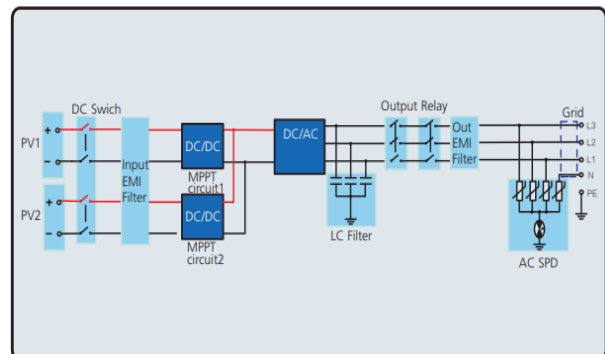 DC Swich
Output Relay
Grid
PV1
+
−
Input
EMI
Filter
DC/DC
MPPT
circuit1
DC/AC
Out
EMI
Filter
L3
L2
L1
N
PE
PV2
+
−
DC/DC
MPPT
circuit2
LC Filter
AC SPD